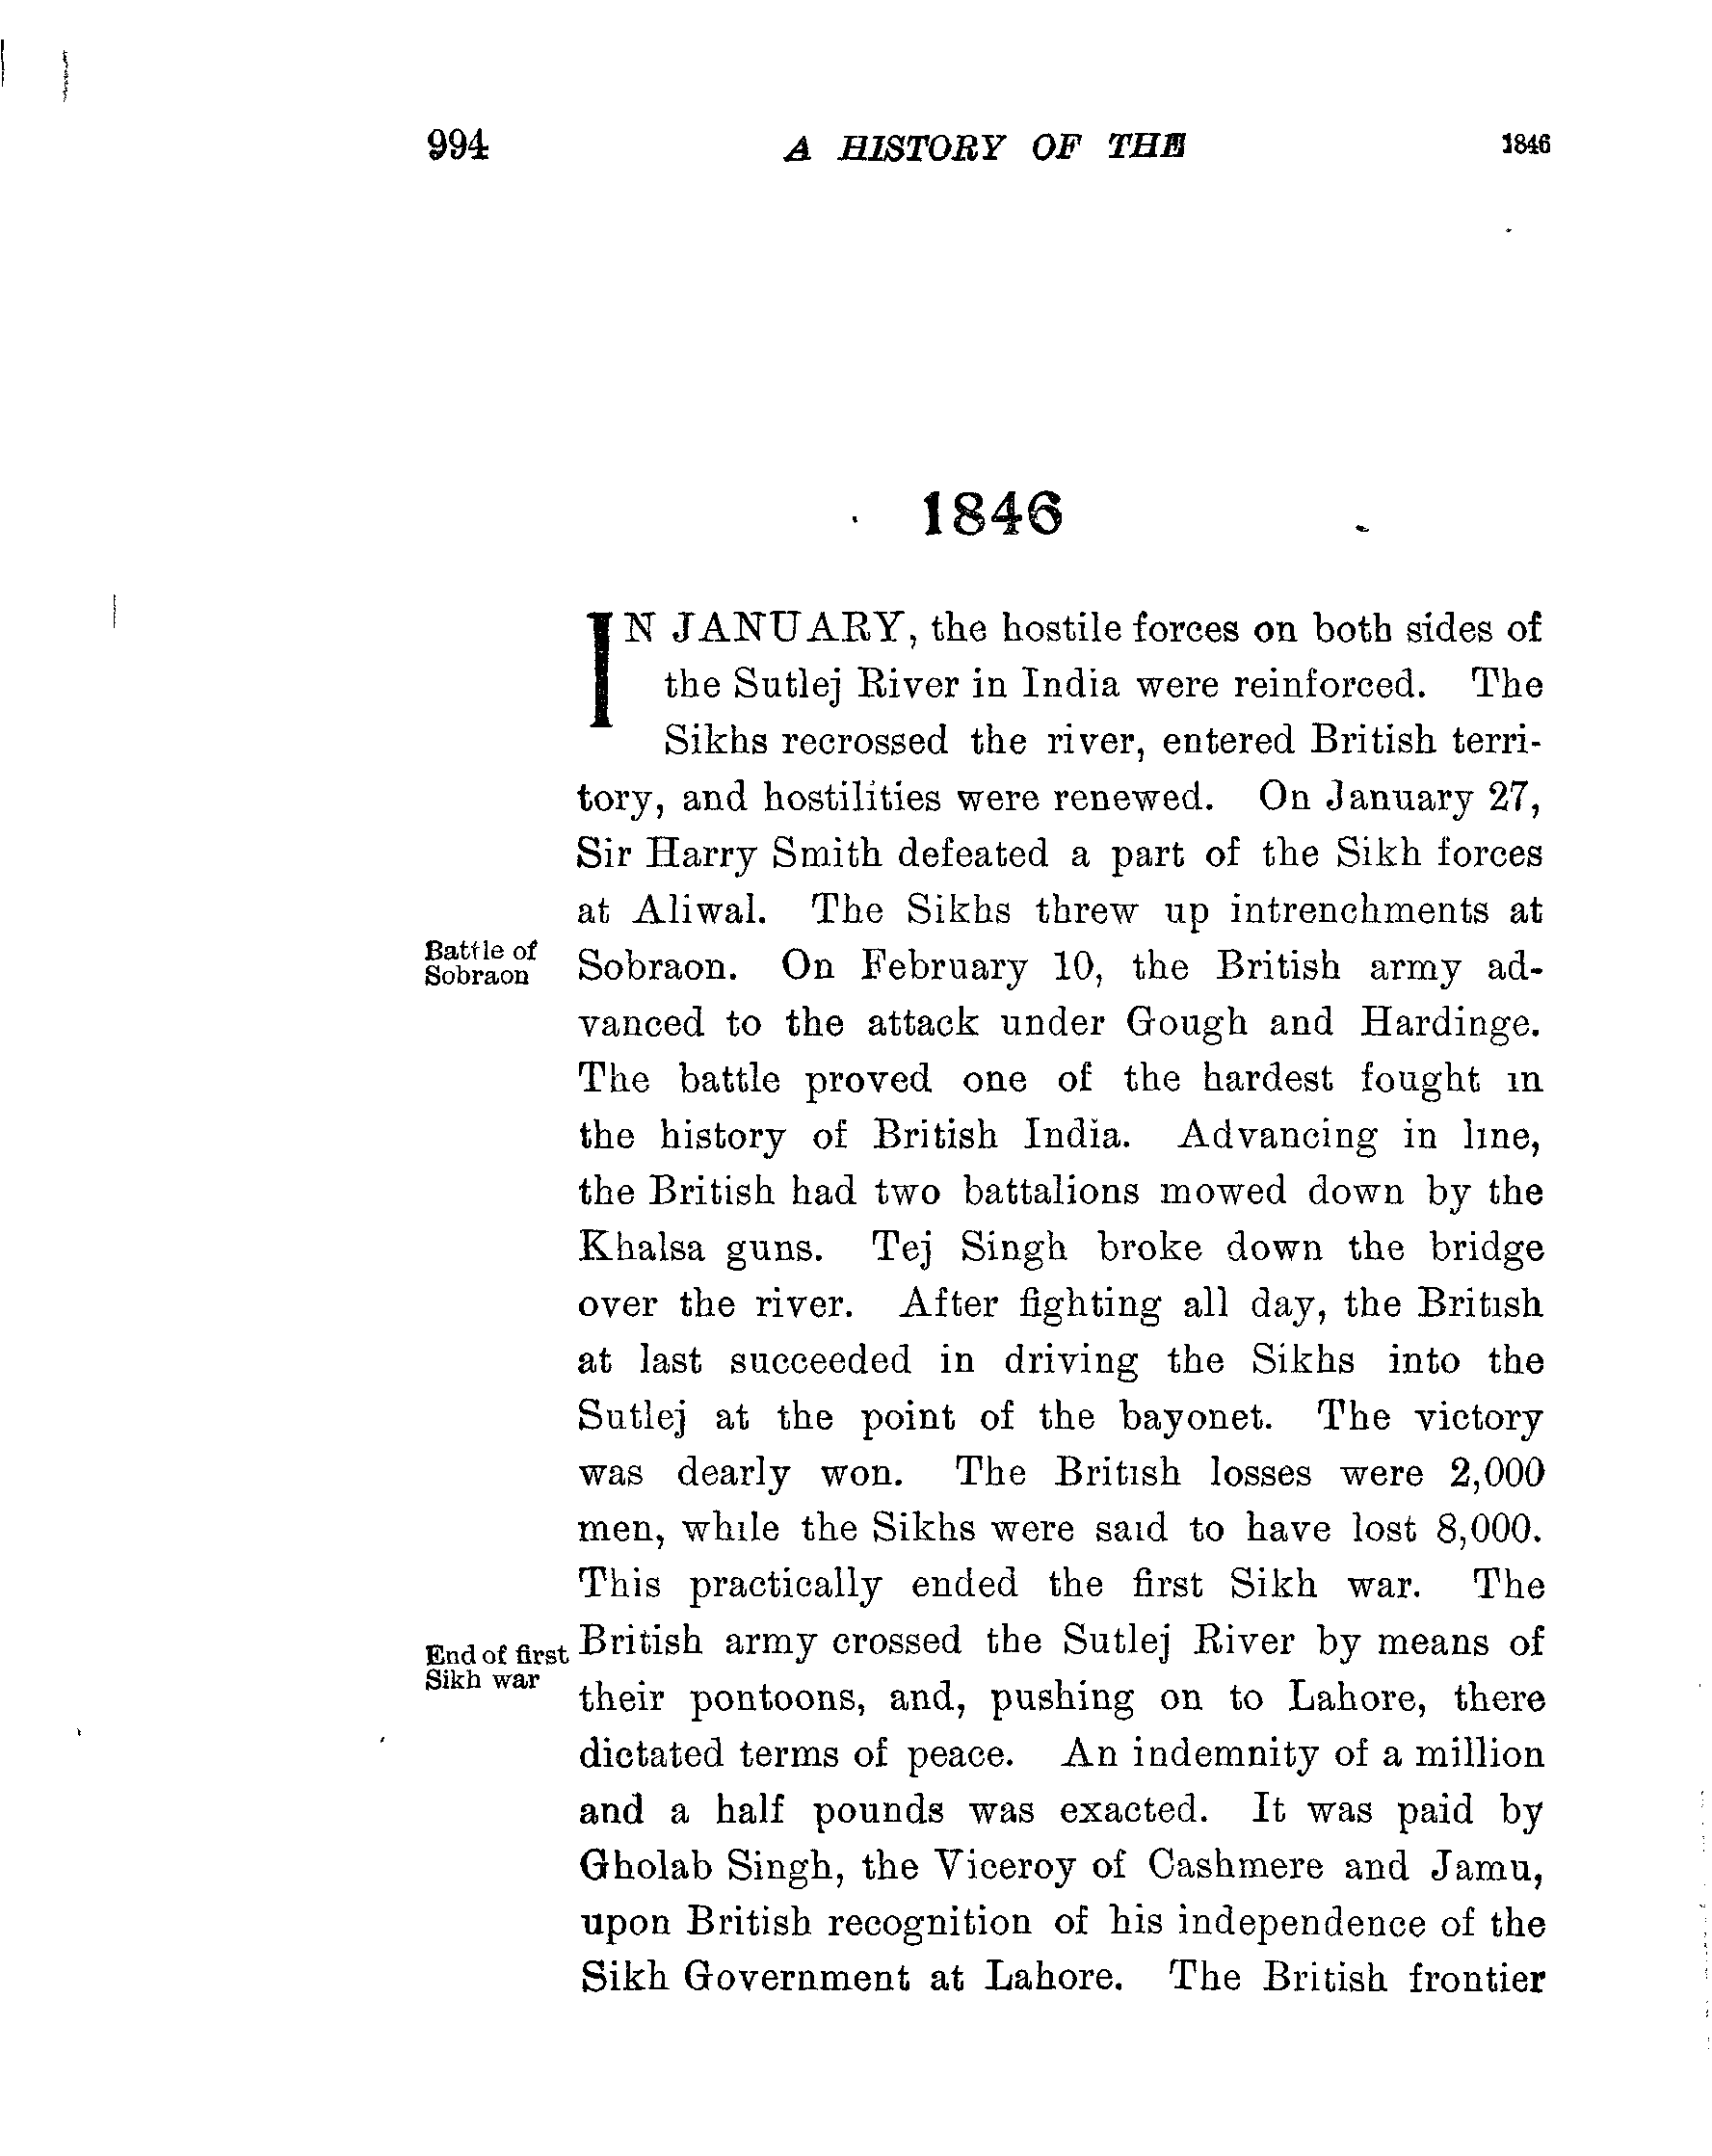 994 A HISTORY OF THE 1846
1846
IN JANUARY, the hostile forces on both sides of
the Sutlej River in India were reinforced. The
Sikhs recrossed the river, entered British terri-
tory, and hostilities were renewed. On January 27,
Sir Harry Smith defeated a part of the Sikh forces
at Aliwal. The Sikhs threw up intrenchments at
Battle of
Sobraon
Sobraon. On February 10, the British army ad-
vanced to the attack under Gough and Hardinge.
The battle proved one of the hardest fought in
the history of British India. Advancing in line,
the British had two battalions mowed down by the
Khalsa guns. Tej Singh broke down the bridge
over the river. After fighting all day, the British
at last succeeded in driving the Sikhs into the
Sutlej at the point of the bayonet. The victory
was dearly won. The British losses were 2,000
men, while the Sikhs were said to have lost 8,000.
This practically ended the first Sikh war. The
End of first
Sikh war
British army crossed the Sutlej River by means of
their pontoons, and, pushing on to Lahore, there
dictated terms of peace. An indemnity of a million
and a half pounds was exacted. It was paid by
Gholab Singh, the Viceroy of Cashmere and Jamu,
upon British recognition of his independence of the
Sikh Government at Lahore. The British frontier